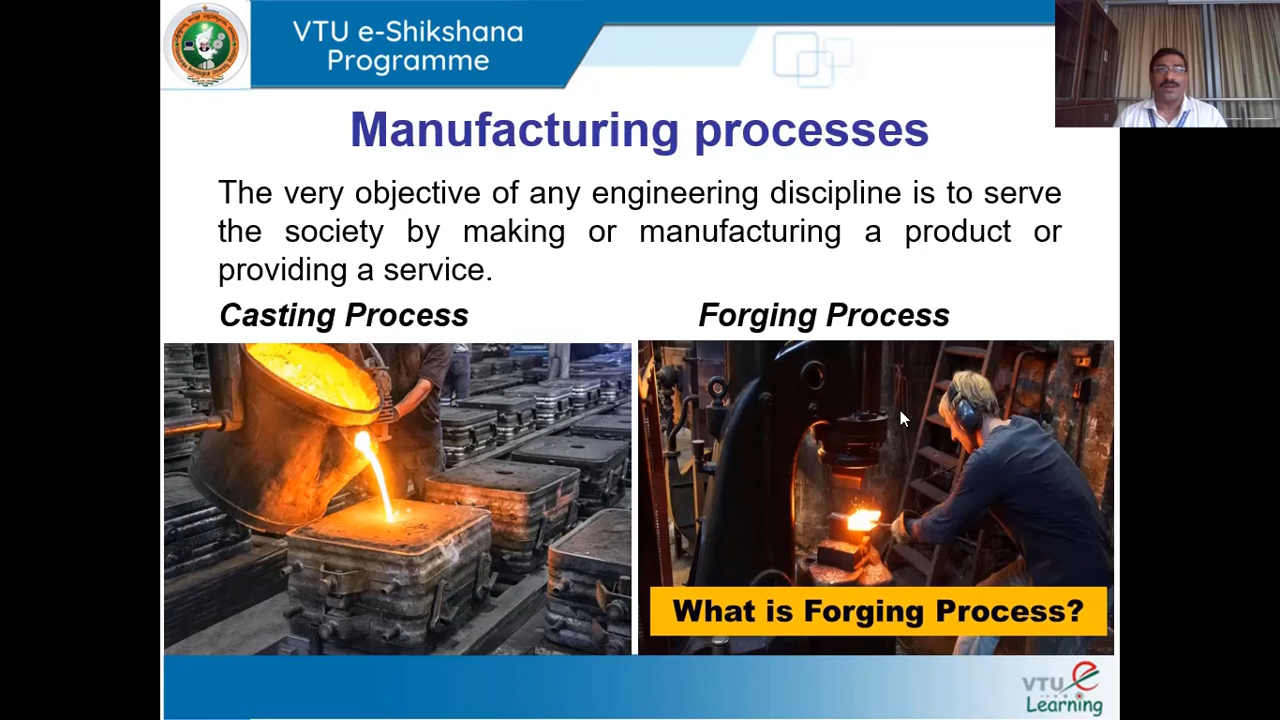 VTU e-Shikshana
Programme
Manufacturing processes
The very objective of any engineering discipline is to serve
the society by making or manufacturing a product or
providing a service.
Casting Process
Forging Process
What is Forging Process?
VTU e
Learning